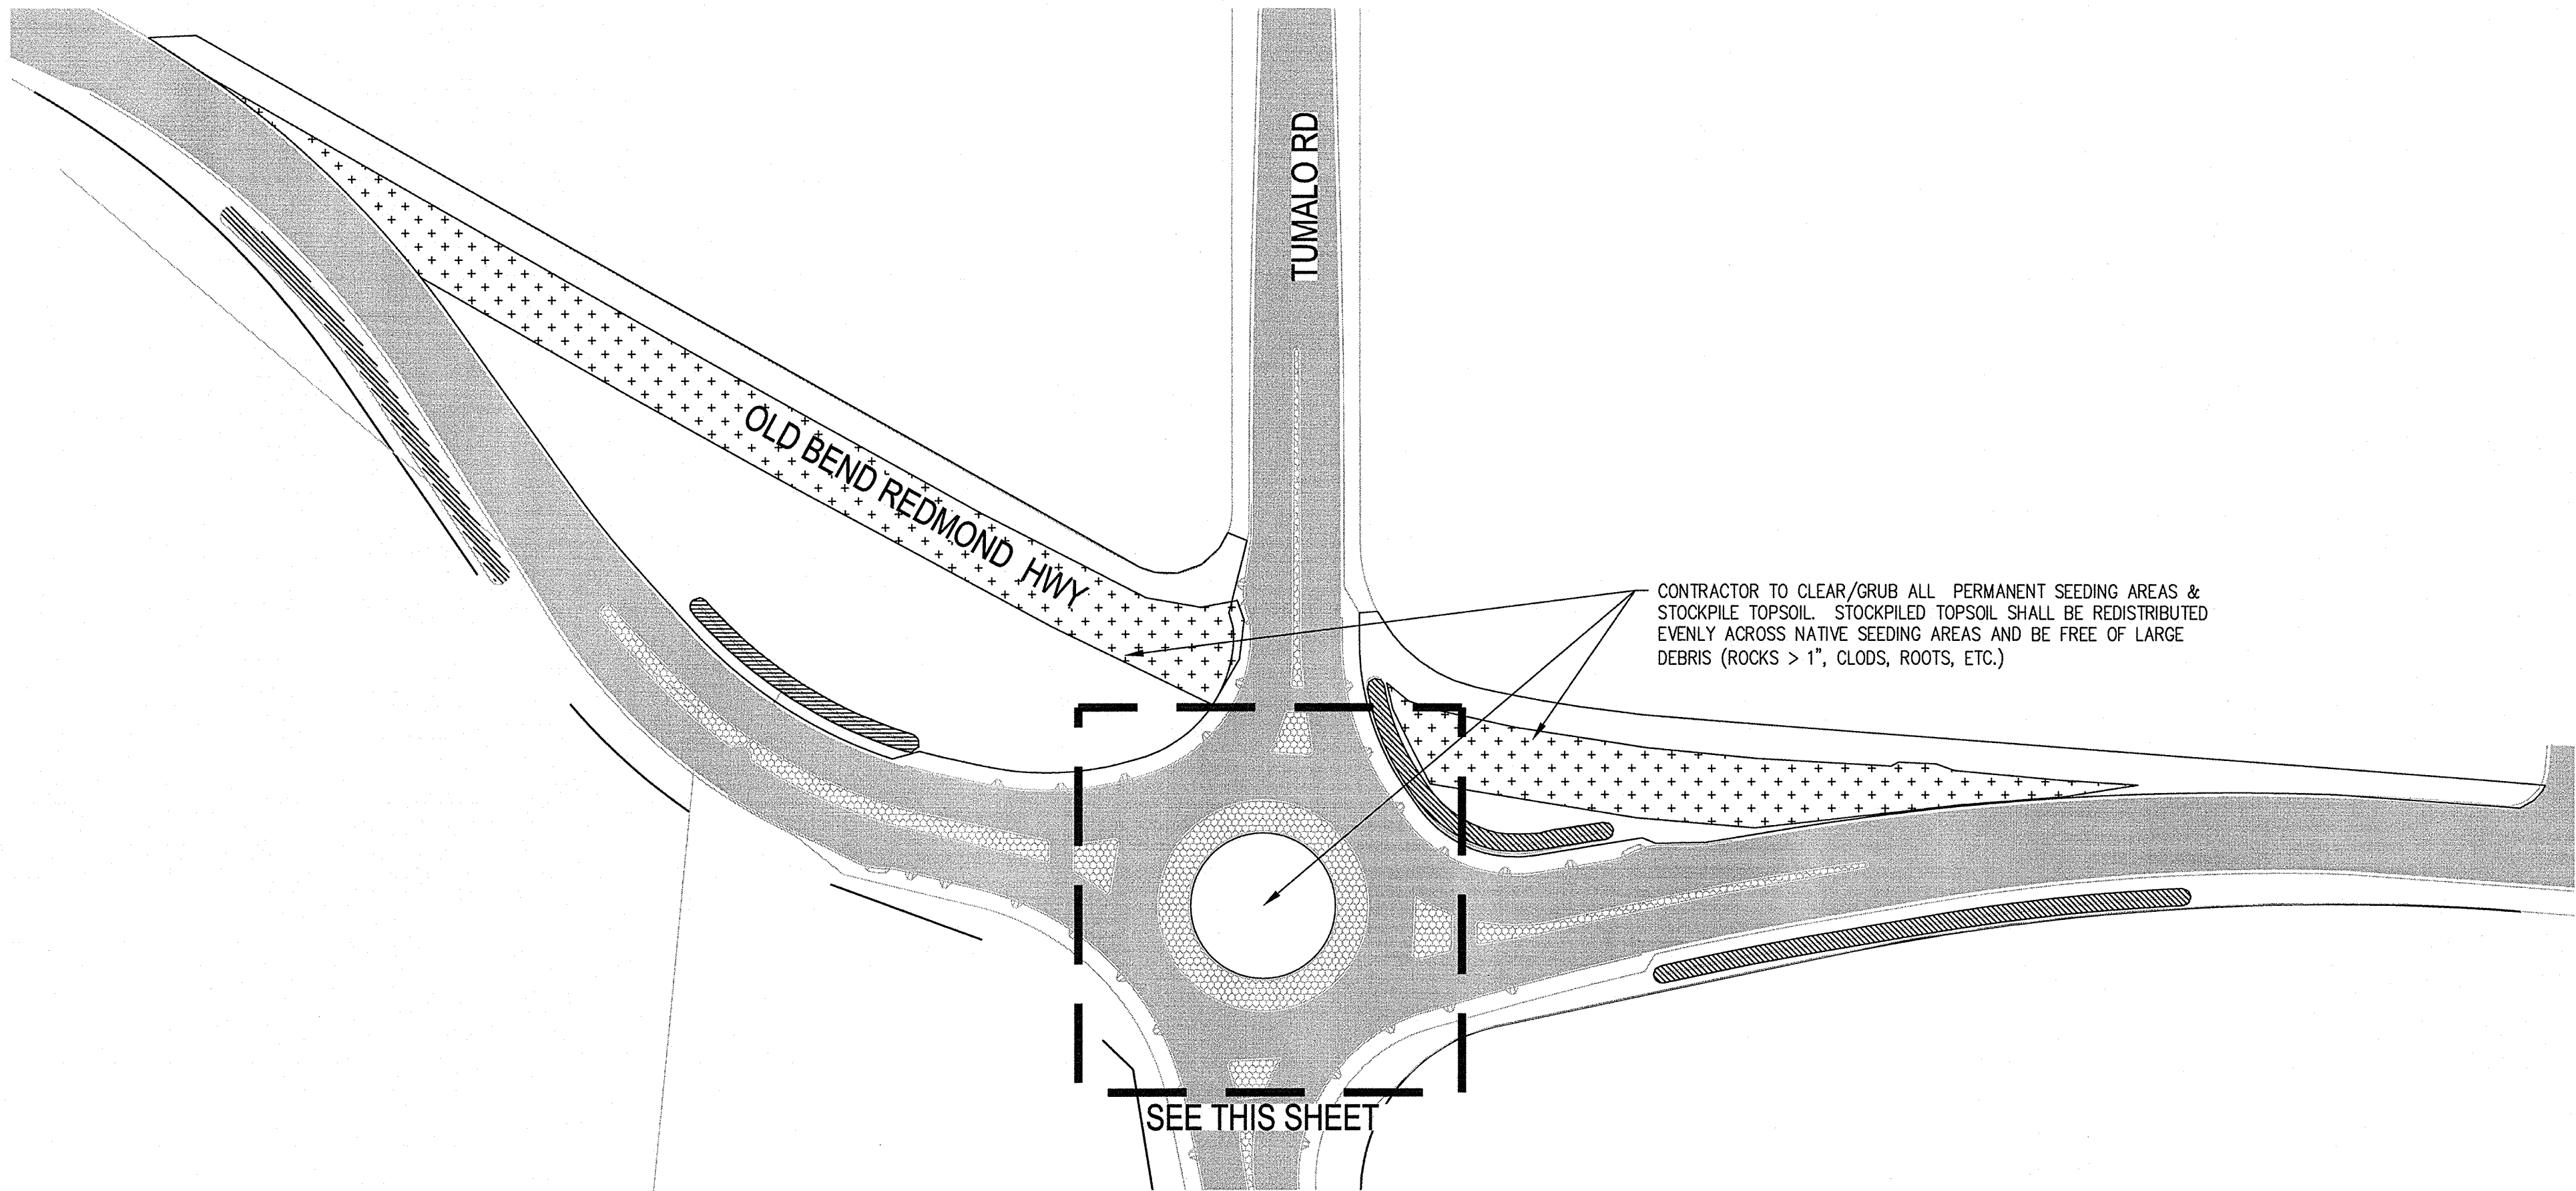 TUMALO RD
OLD BEND REDMOND HWY
CONTRACTOR TO CLEAR/GRUB ALL PERMANENT SEEDING AREAS &
STOCKPILE TOPSOIL. STOCKPILED TOPSOIL SHALL BE REDISTRIBUTED
EVENLY ACROSS NATIVE SEEDING AREAS AND BE FREE OF LARGE
DEBRIS (ROCKS > 1", CLODS, ROOTS, ETC.)
SEE THIS SHEET